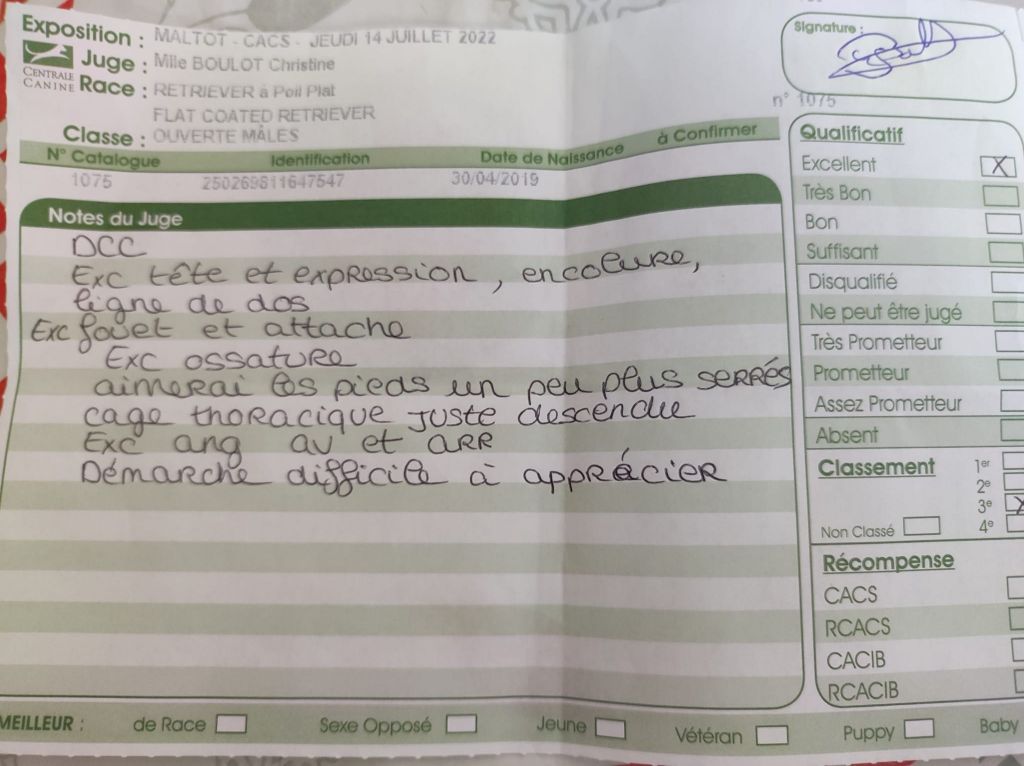 Exposition : MALTOT - CACS - JEUDI 14 JUILLET 2022
Juge : Mlle BOULOT Christine
CENTRALE CANINE
Race : RETRIEVER à Poil Plat
FLAT COATED RETRIEVER
Classe : OUVERTE MÂLES
Signature :
n° 1075
N° Catalogue Identification Date de Naissance à Confirmer
1075 250269811647547 30/04/2019
Notes du Juge
DCC
Exc tête et expression, encolure,
ligne de dos
Exc fouet et attache
Exc ossature
aimerai les pieds un peu plus serrés
cage thoracique juste descendue
Exc ang av et ARR
Démarche difficile à apprécier
Qualificatif
Excellent X
Très Bon
Bon
Suffisant
Disqualifié
Ne peut être jugé
Très Prometteur
Prometteur
Assez Prometteur
Absent
Classement 1er
2e
3e X
Non Classé 4e
Récompense
CACS
RCACS
CACIB
RCACIB
MEILLEUR : de Race Sexe Opposé Jeune Vétéran Puppy Baby